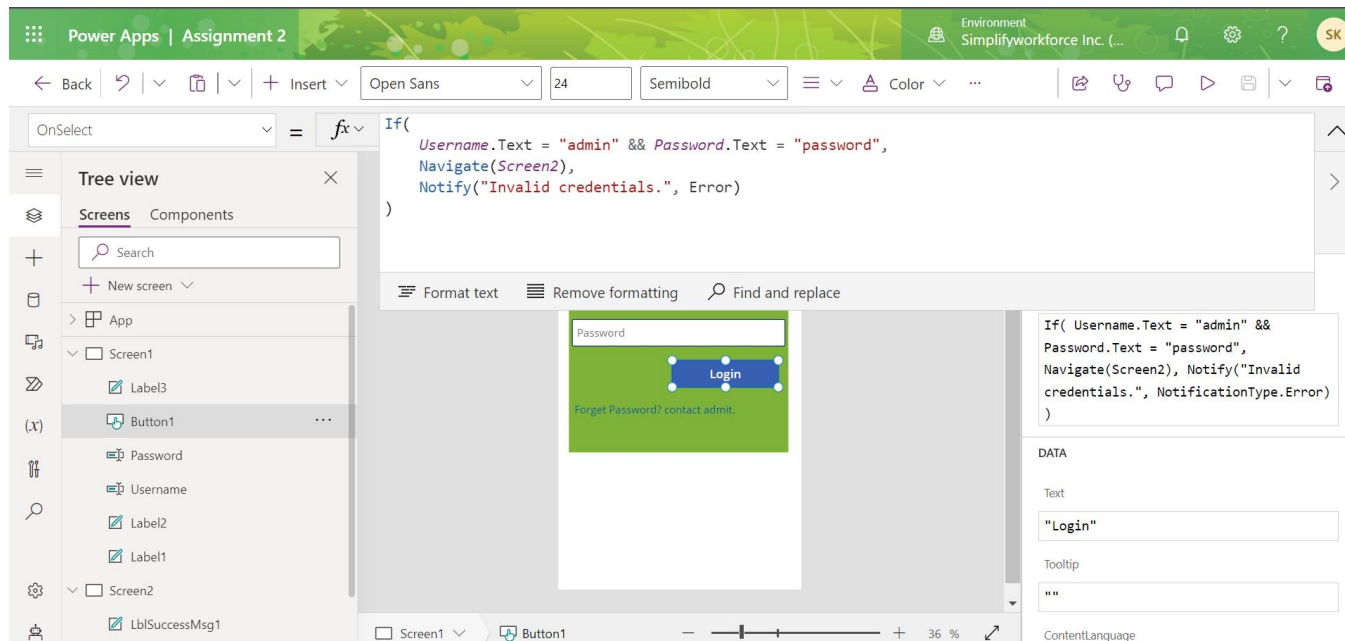 Power Apps | Assignment 2
Environment
Simplifyworkforce Inc. (...
SK
Back
Insert
Open Sans
24
Semibold
Color
OnSelect
=
fx
If(
Username.Text = "admin" && Password.Text = "password",
Navigate(Screen2),
Notify("Invalid credentials.", Error)
)
Format text
Remove formatting
Find and replace
Tree view
Screens
Components
Search
New screen
App
Screen1
Label3
Button1
Password
Username
Label2
Label1
Screen2
LblSuccessMsg1
(x)
Password
Login
Forget Password? contact admit.
If( Username.Text = "admin" &&
Password.Text = "password",
Navigate(Screen2), Notify("Invalid
credentials.", NotificationType.Error)
)
DATA
Text
"Login"
Tooltip
""
ContentLanguage
Screen1
Button1
36 %